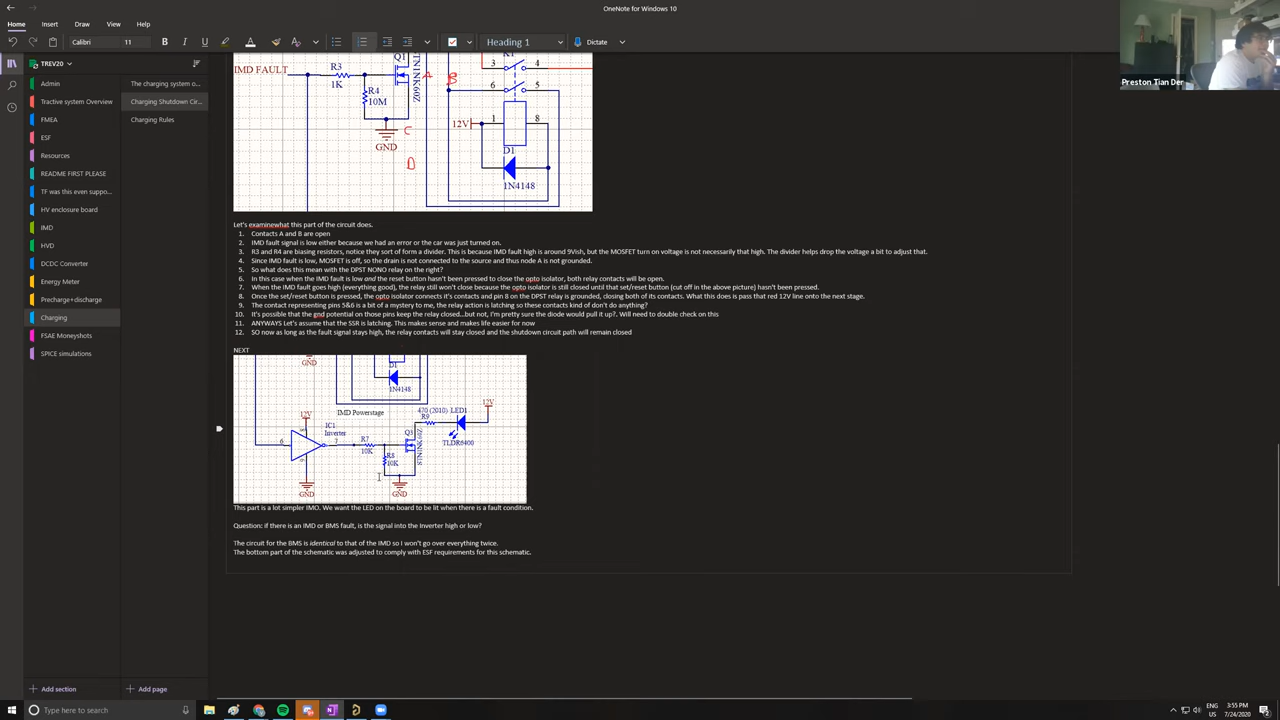 OneNote for Windows 10
Home Insert Draw View Help
Calibri 11 B I U A A Heading 1 Dictate
Preston Tian Der
TREV20
Admin
Tractive system Overview
FMEA
ESF
Resources
README FIRST PLEASE
TF was this even suppo...
HV enclosure board
IMD
HVD
DCDC Converter
Energy Meter
Precharge+discharge
Charging
FSAE Moneyshots
SPICE simulations
Add section
The charging system o...
Charging Shutdown Cir...
Charging Rules
Add page
IMD FAULT
R3
1K
R4
10M
Q1
GND
A
B
C
D
K1
3 4
6 5
12V 1 8
D1
1N4148
Let's examinewhat this part of the circuit does.
1. Contacts A and B are open
2. IMD fault signal is low either because we had an error or the car was just turned on.
3. R3 and R4 are biasing resistors, notice they sort of form a divider. This is because IMD fault high is around 9Vish, but the MOSFET turn on voltage is not necessarily that high. The divider helps drop the voltage a bit to adjust that.
4. Since IMD fault is low, MOSFET is off, so the drain is not connected to the source and thus node A is not grounded.
5. So what does this mean with the DPST NONO relay on the right?
6. In this case when the IMD fault is low and the reset button hasn't been pressed to close the opto isolator, both relay contacts will be open.
7. When the IMD fault goes high (everything good), the relay still won't close because the opto isolator is still closed until that set/reset button (cut off in the above picture) hasn't been pressed.
8. Once the set/reset button is pressed, the opto isolator connects it's contacts and pin 8 on the DPST relay is grounded, closing both of its contacts. What this does is pass that red 12V line onto the next stage.
9. The contact representing pins 5&6 is a bit of a mystery to me, the relay action is latching so these contacts kind of don't do anything?
10. It's possible that the gnd potential on those pins keep the relay closed...but not, I'm pretty sure the diode would pull it up?. Will need to double check on this
11. ANYWAYS Let's assume that the SSR is latching. This makes sense and makes life easier for now
12. SO now as long as the fault signal stays high, the relay contacts will stay closed and the shutdown circuit path will remain closed
NEXT
GND
D1
1N4148
IMD Powerstage
12V
IC1
Inverter
6
7
R7
10K
R8
10K
Q3
470 (2010)
R9
LED1
12V
TLDR6400
GND
GND
This part is a lot simpler IMO. We want the LED on the board to be lit when there is a fault condition.
Question: if there is an IMD or BMS fault, is the signal into the Inverter high or low?
The circuit for the BMS is identical to that of the IMD so I won't go over everything twice.
The bottom part of the schematic was adjusted to comply with ESF requirements for this schematic.
Type here to search
ENG
US
3:55 PM
7/24/2020